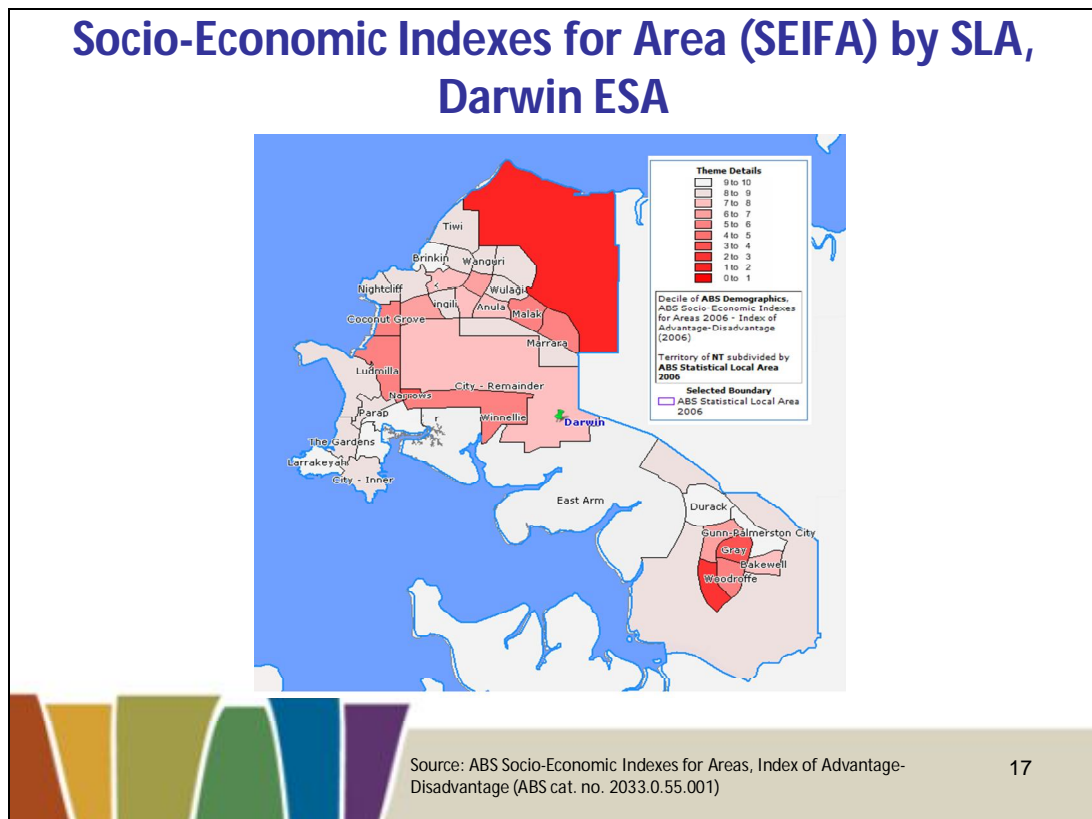 Socio-Economic Indexes for Area (SEIFA) by SLA,
Darwin ESA
Theme Details
9 to 10
8 to 9
7 to 8
6 to 7
5 to 6
4 to 5
3 to 4
2 to 3
1 to 2
0 to 1
Decile of ABS Demographics.
ABS Socio-Economic Indexes
for Areas 2006 - Index of
Advantage-Disadvantage
(2006)
Territory of NT subdivided by
ABS Statistical Local Area
2006
Selected Boundary
ABS Statistical Local Area
2006
Tiwi
Brinkin
Wanguri
Nightcliff
Wulagi
Anula
Malak
Coconut Grove
Marrara
Ludmilla
City - Remainder
Narrows
Parap
Winnellie
Darwin
The Gardens
Larrakeyah
City - Inner
East Arm
Durack
Gunn-Palmerston City
Gray
Bakewell
Woodroffe
Source: ABS Socio-Economic Indexes for Areas, Index of Advantage-
Disadvantage (ABS cat. no. 2033.0.55.001)
17